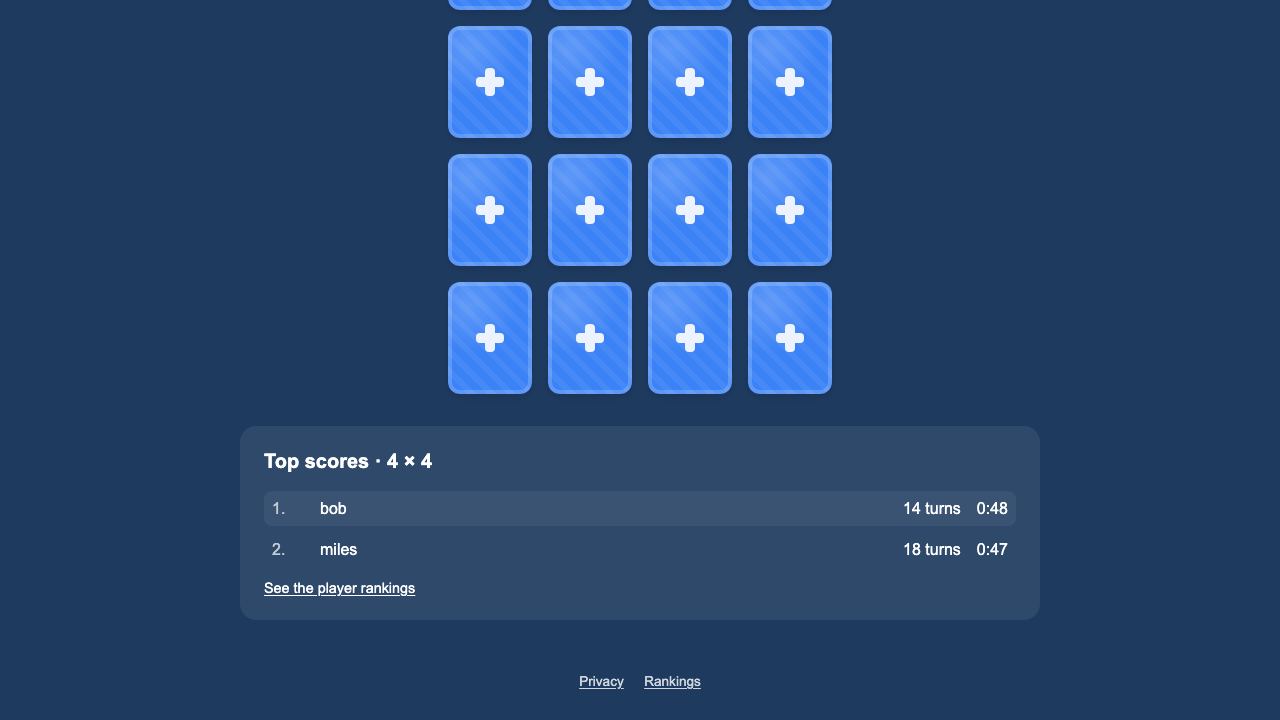 Top scores · 4 × 4
1. bob 14 turns 0:48
2. miles 18 turns 0:47
See the player rankings
Privacy Rankings